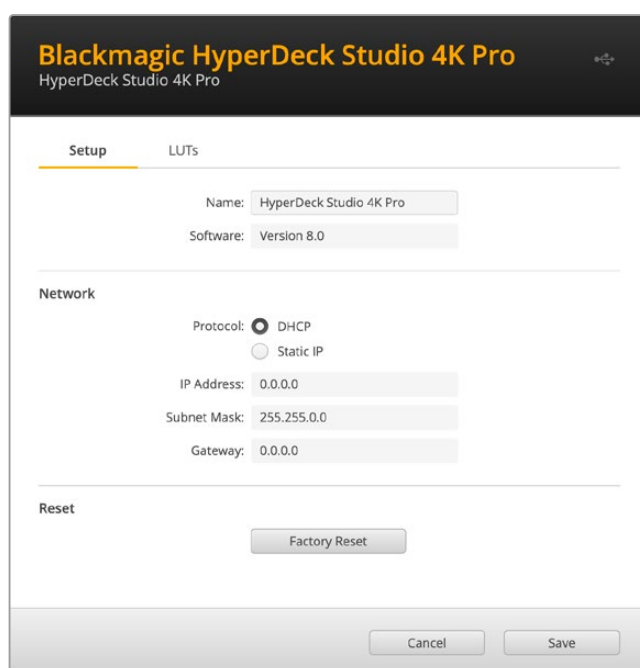 Blackmagic HyperDeck Studio 4K Pro
HyperDeck Studio 4K Pro
Setup LUTs
Name: HyperDeck Studio 4K Pro
Software: Version 8.0
Network
Protocol: DHCP
Static IP
IP Address: 0.0.0.0
Subnet Mask: 255.255.0.0
Gateway: 0.0.0.0
Reset
Factory Reset
Cancel Save